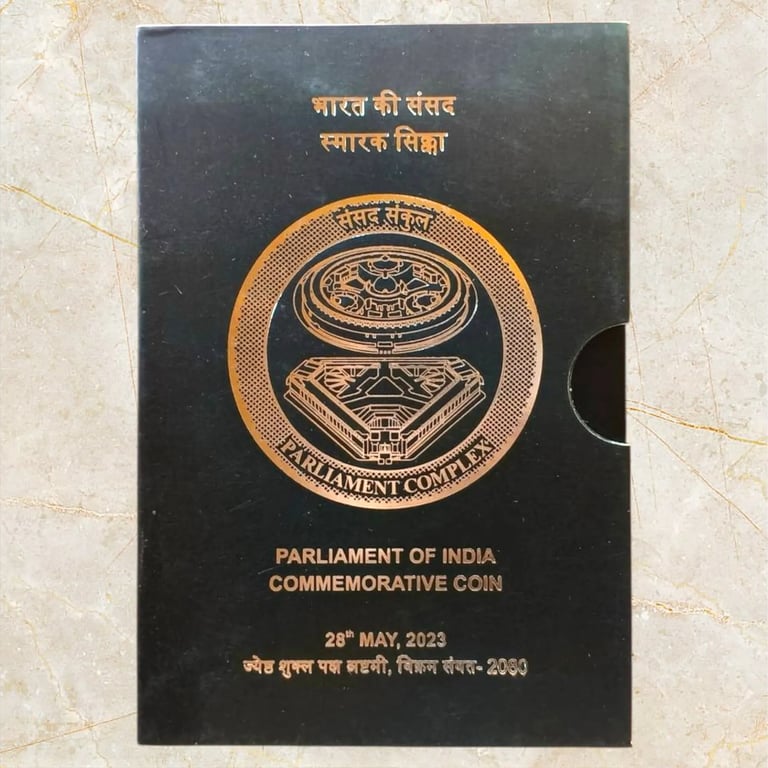 भारत की संसद
स्मारक सिक्का
संसद संकुल
PARLIAMENT COMPLEX
PARLIAMENT OF INDIA
COMMEMORATIVE COIN
28th MAY, 2023
ज्येष्ठ शुक्ल पक्ष अष्टमी, विक्रम संवत- 2080